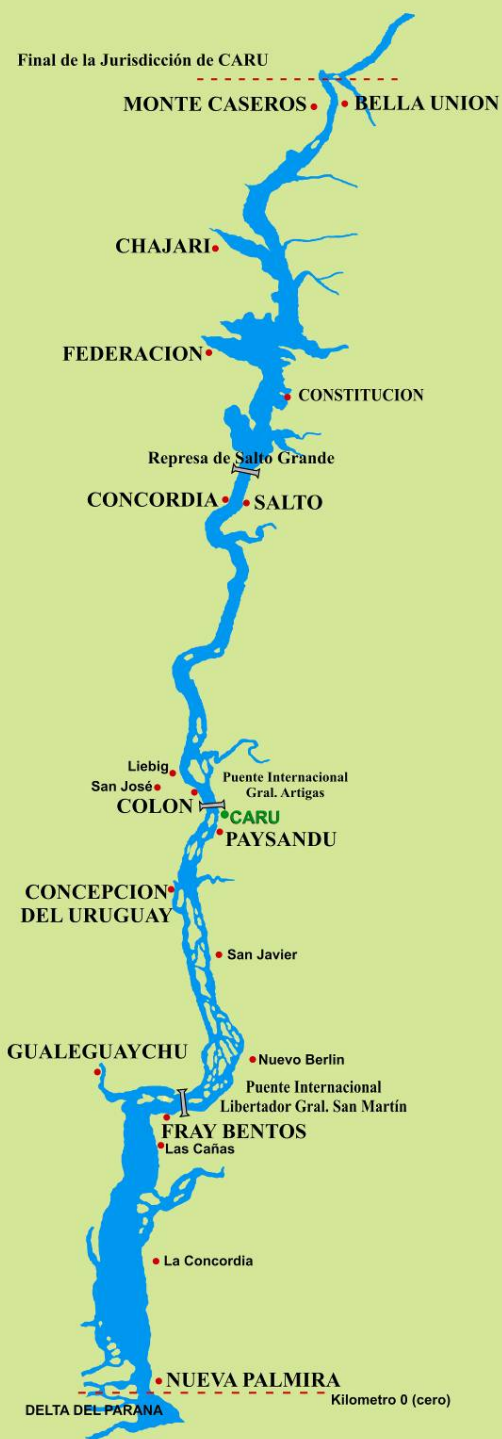 Final de la Jurisdicción de CARU
MONTE CASEROS
BELLA UNION
CHAJARI
FEDERACION
CONSTITUCION
Represa de Salto Grande
CONCORDIA
SALTO
Liebig
San José
COLON
Puente Internacional
Gral. Artigas
CARU
PAYSANDU
CONCEPCION
DEL URUGUAY
San Javier
GUALEGUAYCHU
Nuevo Berlin
Puente Internacional
Libertador Gral. San Martín
FRAY BENTOS
Las Cañas
La Concordia
NUEVA PALMIRA
Kilometro 0 (cero)
DELTA DEL PARANA